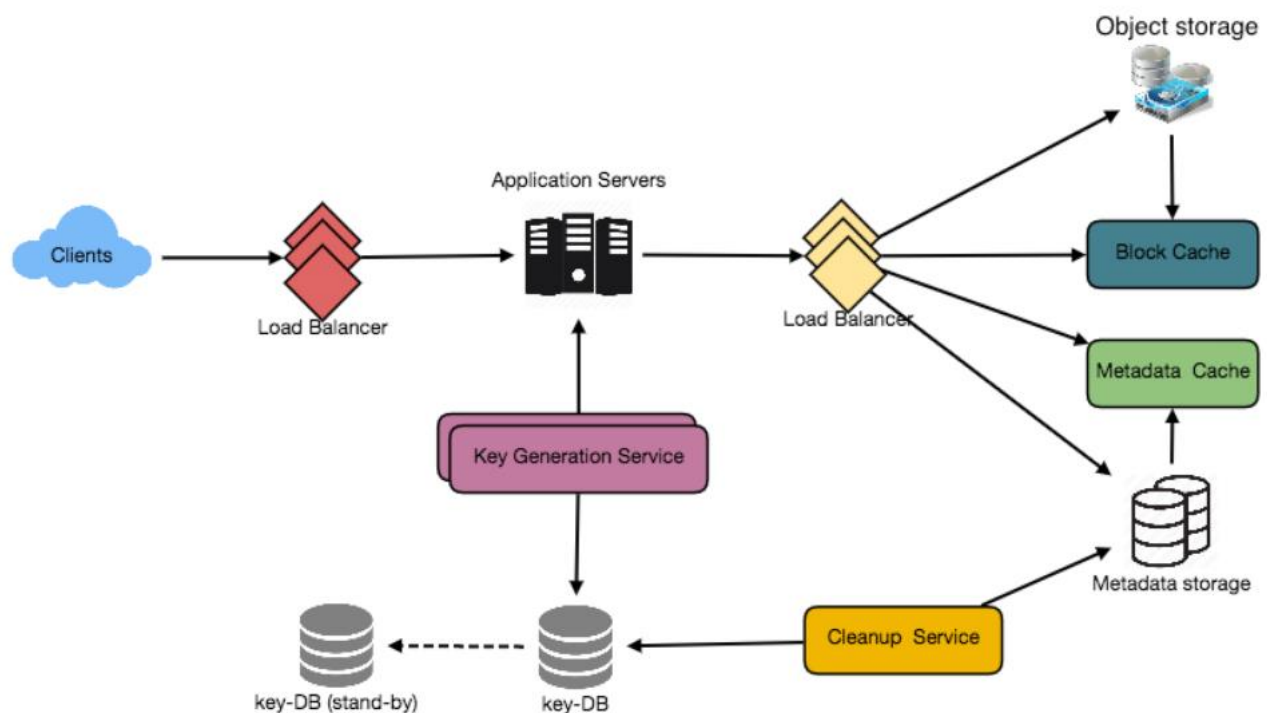 Object storage
Application Servers
Clients
Block Cache
Load Balancer
Load Balancer
Metadata Cache
Key Generation Service
Metadata storage
Cleanup Service
key-DB (stand-by)
key-DB